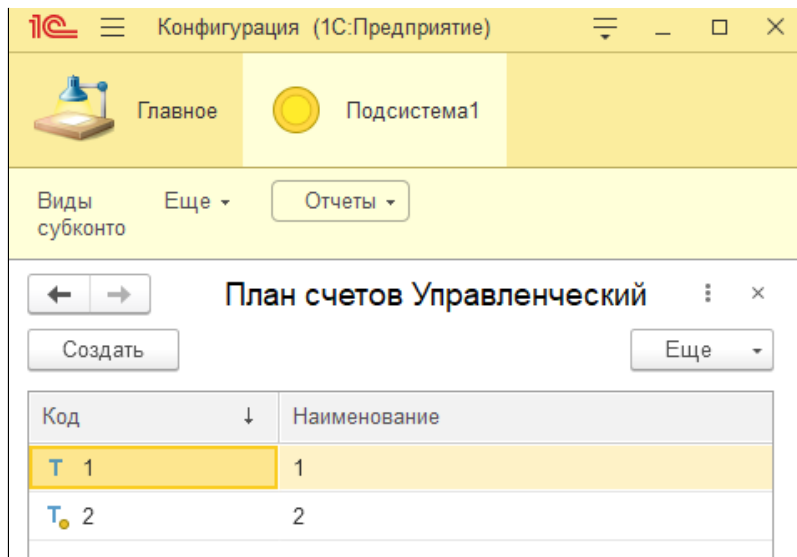 1С Конфигурация (1С:Предприятие)
Главное Подсистема1
Виды субконто Еще Отчеты
План счетов Управленческий
Создать Еще
Код Наименование
Т 1 1
Т 2 2